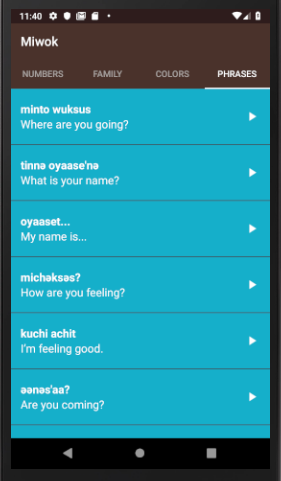 11:40
Miwok
NUMBERS FAMILY COLORS PHRASES
minto wuksus
Where are you going?
tinnә oyaase'nә
What is your name?
oyaaset...
My name is...
michәksәs?
How are you feeling?
kuchi achit
I'm feeling good.
әәnәs'aa?
Are you coming?